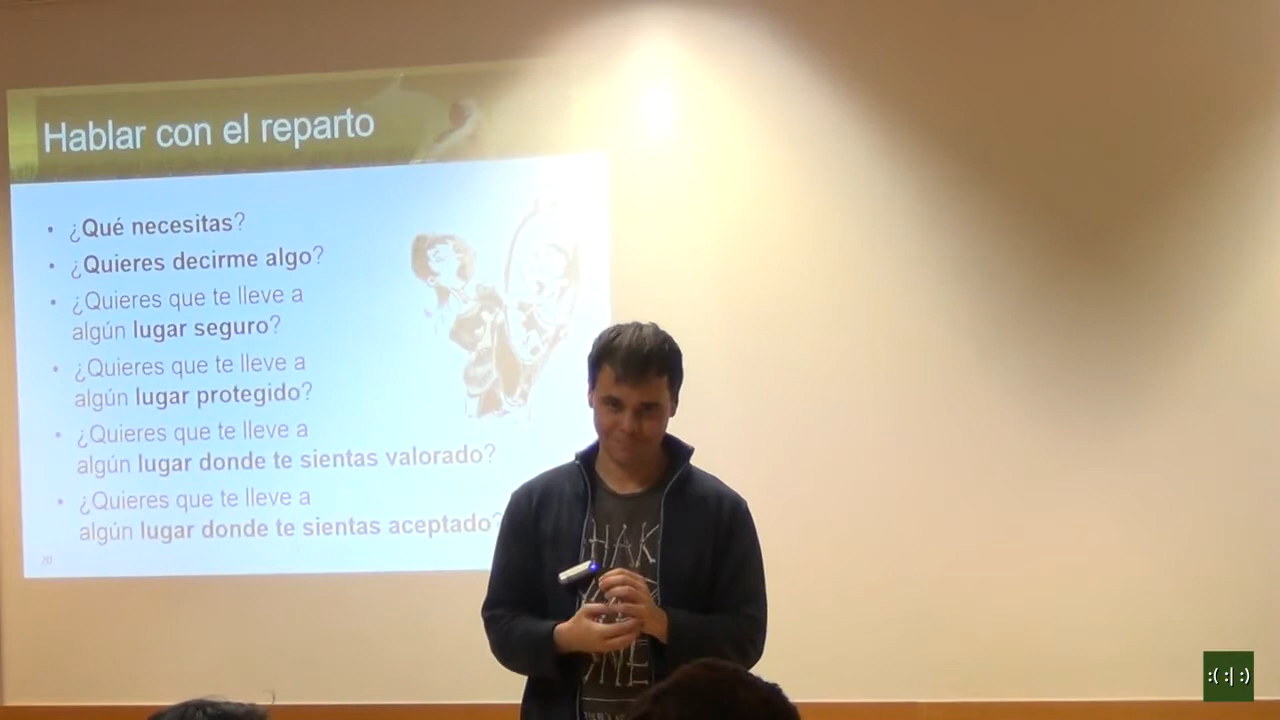 Hablar con el reparto
• ¿Qué necesitas?
• ¿Quieres decirme algo?
• ¿Quieres que te lleve a
algún lugar seguro?
• ¿Quieres que te lleve a
algún lugar protegido?
• ¿Quieres que te lleve a
algún lugar donde te sientas valorado?
• ¿Quieres que te lleve a
algún lugar donde te sientas aceptado?
20
HAK
:( :| :)